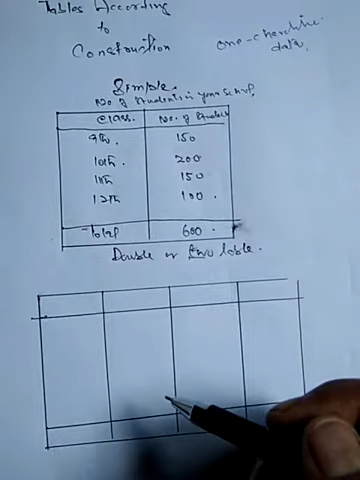 Tables According
to
Construction
one-
data.
Simple.
No of Students in your School.
Class. No. of Students
9th. 150
10th. 200
11th 150
12th 100.
Total 600.
Double or Two Table.